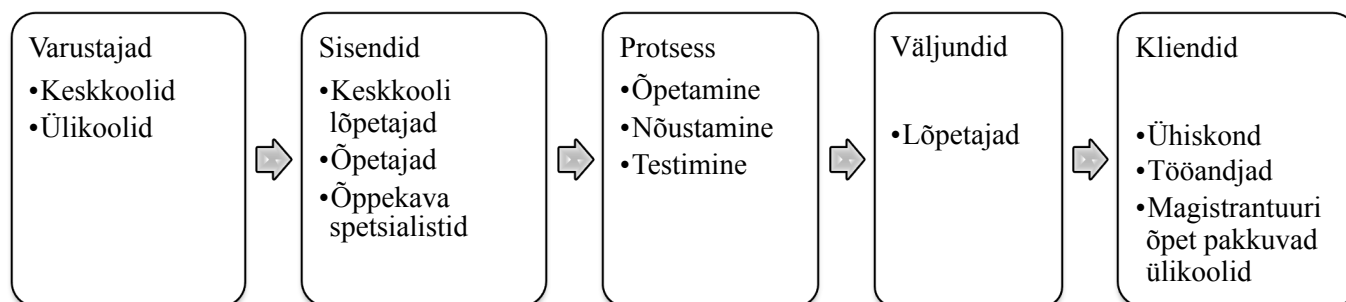 Varustajad
•Keskkoolid
•Ülikoolid
Sisendid
•Keskkooli
lõpetajad
•Õpetajad
•Õppekava
spetsialistid
Protsess
•Õpetamine
•Nõustamine
•Testimine
Väljundid
•Lõpetajad
Kliendid
•Ühiskond
•Tööandjad
•Magistrantuuri
õpet pakkuvad
ülikoolid